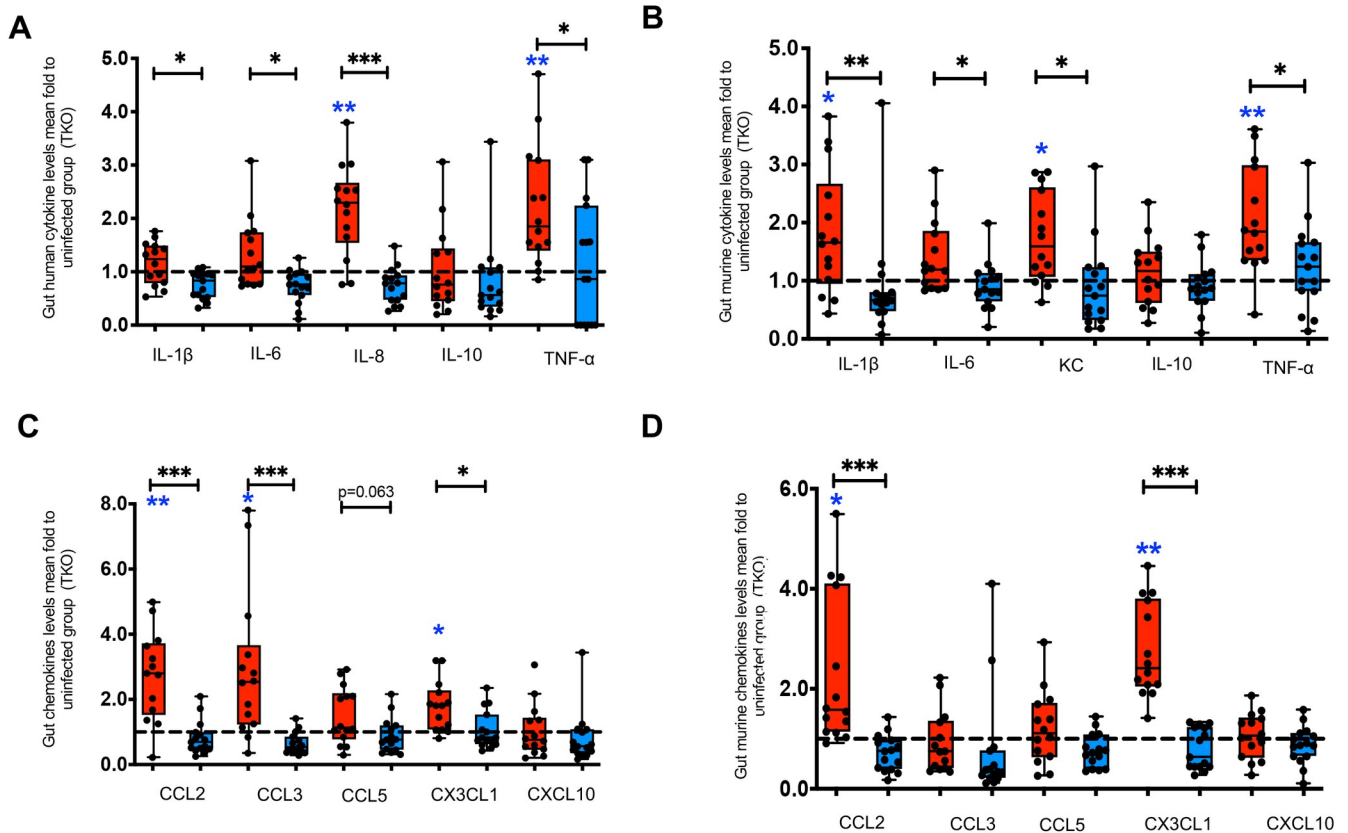 A
Gut human cytokine levels mean fold to
uninfected group (TKO)
5.0
4.0
3.0
2.0
1.0
0.0
*
*
***
*
**
**
IL-1β
IL-6
IL-8
IL-10
TNF-α
B
Gut murine cytokine levels mean fold to
uninfected group (TKO)
5.0
4.0
3.0
2.0
1.0
0.0
**
*
*
*
*
*
**
IL-1β
IL-6
KC
IL-10
TNF-α
C
Gut chemokines levels mean fold to
uninfected group (TKO)
8.0
6.0
4.0
2.0
0.0
***
***
p=0.063
*
**
*
*
CCL2
CCL3
CCL5
CX3CL1
CXCL10
D
Gut murine chemokines levels mean fold to
uninfected group (TKO)
6.0
4.0
2.0
0.0
***
***
*
**
CCL2
CCL3
CCL5
CX3CL1
CXCL10